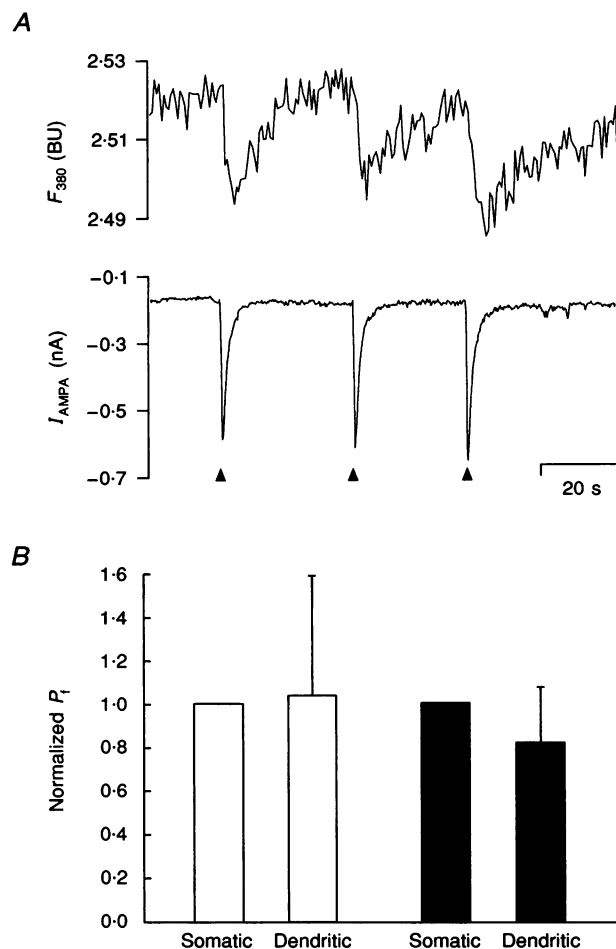 A
2·53
2·51
2·49
F380 (BU)
−0·1
−0·3
−0·5
−0·7
IAMPA (nA)
20 s
B
1·6
1·4
1·2
1·0
0·8
0·6
0·4
0·2
0·0
Normalized Pf
Somatic Dendritic Somatic Dendritic